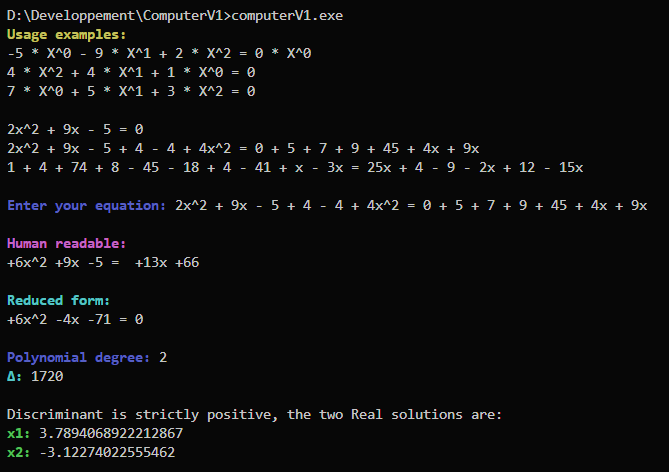 D:\Developpement\ComputerV1>computerV1.exe
Usage examples:
-5 * X^0 - 9 * X^1 + 2 * X^2 = 0 * X^0
4 * X^2 + 4 * X^1 + 1 * X^0 = 0
7 * X^0 + 5 * X^1 + 3 * X^2 = 0
2x^2 + 9x - 5 = 0
2x^2 + 9x - 5 + 4 - 4 + 4x^2 = 0 + 5 + 7 + 9 + 45 + 4x + 9x
1 + 4 + 74 + 8 - 45 - 18 + 4 - 41 + x - 3x = 25x + 4 - 9 - 2x + 12 - 15x
Enter your equation: 2x^2 + 9x - 5 + 4 - 4 + 4x^2 = 0 + 5 + 7 + 9 + 45 + 4x + 9x
Human readable:
+6x^2 +9x -5 =  +13x +66
Reduced form:
+6x^2 -4x -71 = 0
Polynomial degree: 2
Δ: 1720
Discriminant is strictly positive, the two Real solutions are:
x1: 3.7894068922212867
x2: -3.12274022555462